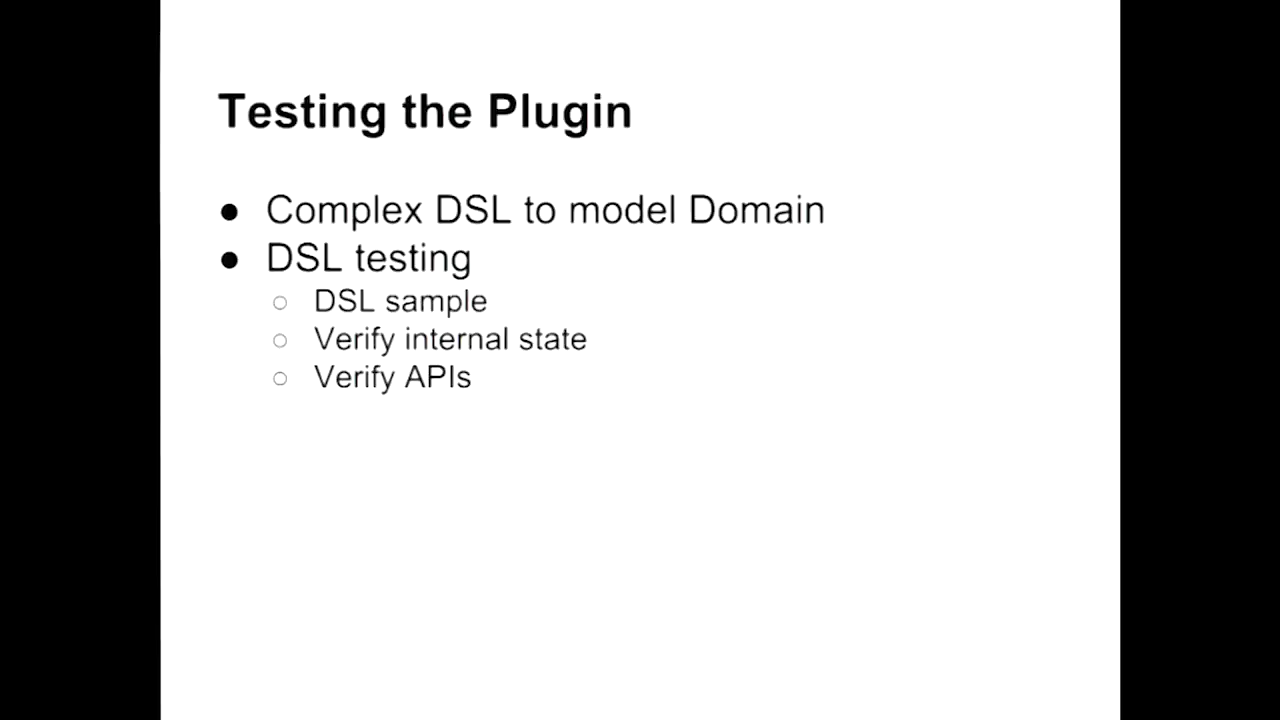 Testing the Plugin
● Complex DSL to model Domain
● DSL testing
○ DSL sample
○ Verify internal state
○ Verify APIs